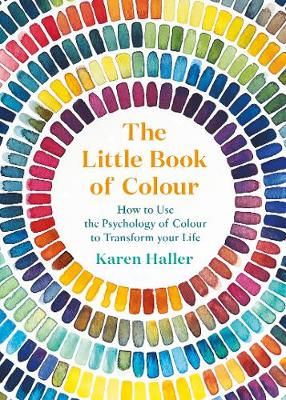 The
Little Book
of Colour
How to Use
the Psychology of Colour
to Transform your Life
Karen Haller